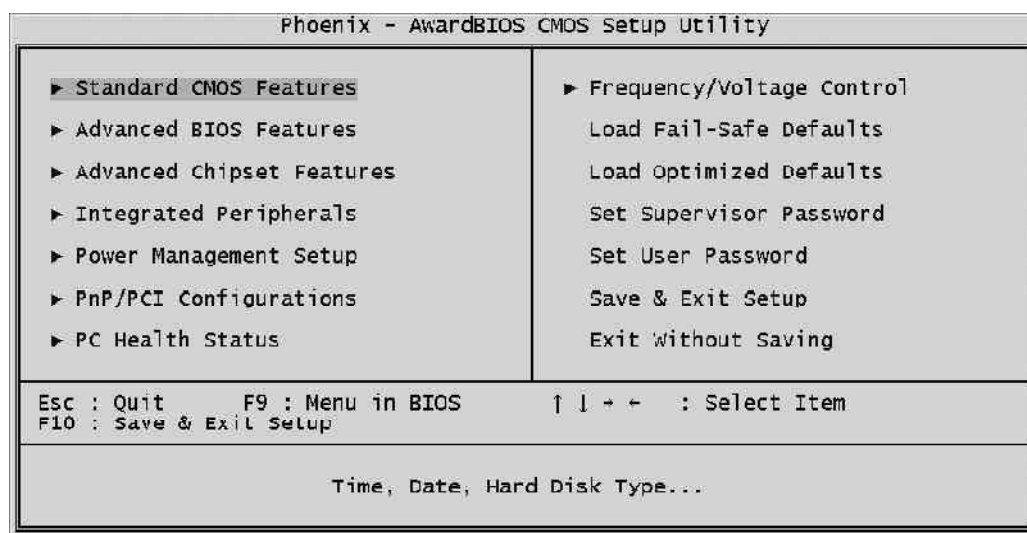 Phoenix - AwardBIOS CMOS Setup Utility
► Standard CMOS Features
► Advanced BIOS Features
► Advanced Chipset Features
► Integrated Peripherals
► Power Management Setup
► PnP/PCI Configurations
► PC Health Status
► Frequency/Voltage Control
Load Fail-Safe Defaults
Load Optimized Defaults
Set Supervisor Password
Set User Password
Save & Exit Setup
Exit Without Saving
Esc : Quit F9 : Menu in BIOS ↑ ↓ → ← : Select Item
F10 : Save & Exit Setup
Time, Date, Hard Disk Type...